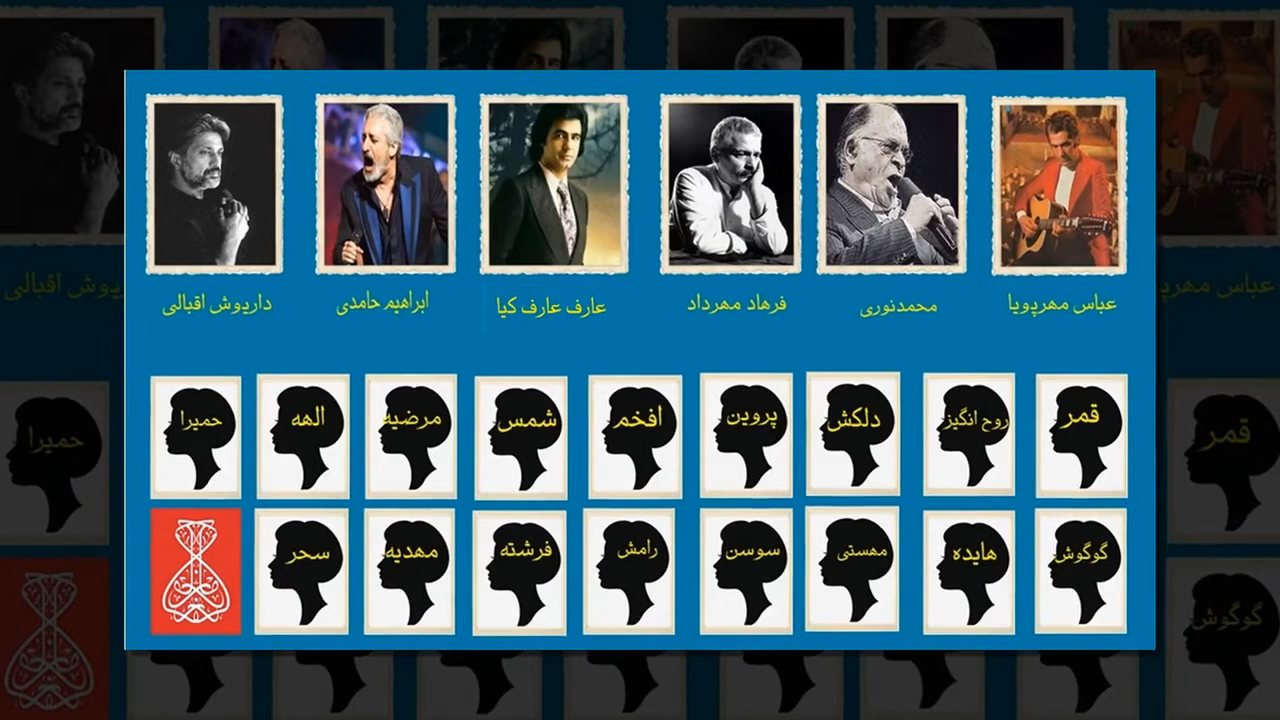 عباس مهرپویا
محمدنوری
فرهاد مهرداد
عارف عارف کیا
ابراهیم حامدی
داریوش اقبالی
قمر
روح انگیز
دلکش
پروین
افخم
شمس
مرضیه
الهه
حمیرا
گوگوش
هایده
مهستی
سوسن
رامش
فرشته
مهدیه
سحر